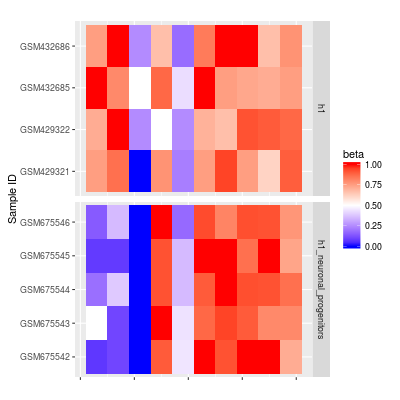 GSM432686
GSM432685
GSM429322
GSM429321
h1
GSM675546
GSM675545
GSM675544
GSM675543
GSM675542
h1_neuronal_progenitors
Sample ID
beta
1.00
0.75
0.50
0.25
0.00